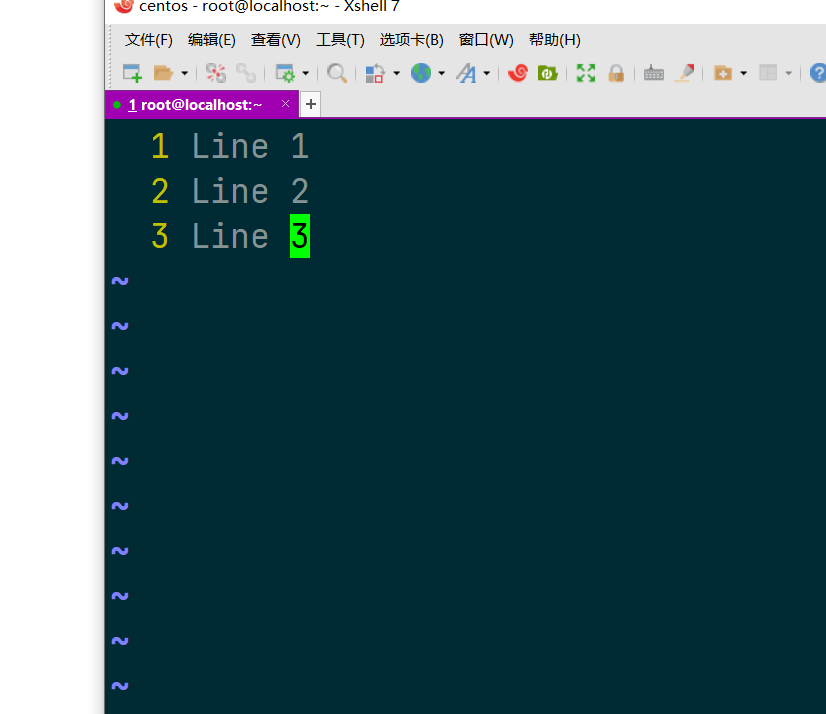 centos - root@localhost:~ - Xshell 7
文件(F) 编辑(E) 查看(V) 工具(T) 选项卡(B) 窗口(W) 帮助(H)
1 root@localhost:~ × +
1 Line 1
2 Line 2
3 Line 3
~
~
~
~
~
~
~
~
~
~